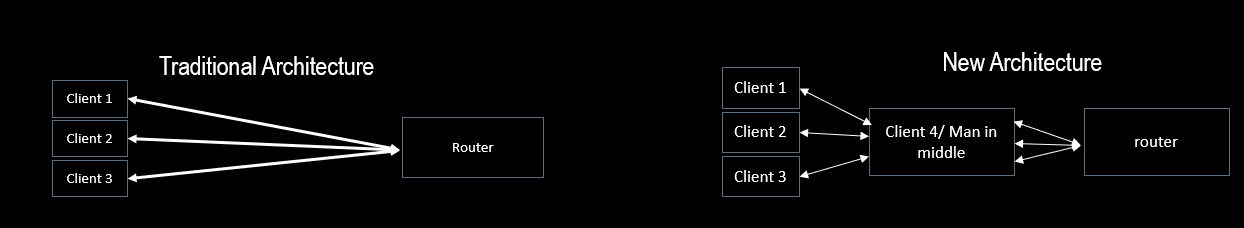 Traditional Architecture
Client 1
Client 2
Client 3
Router
New Architecture
Client 1
Client 2
Client 3
Client 4/ Man in
middle
router